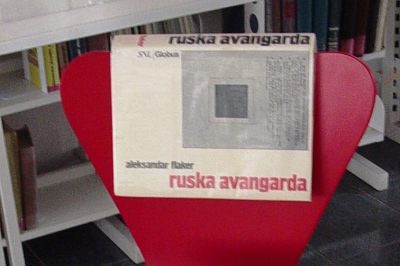 ruska avangarda
SNL/Globus
aleksandar flaker
ruska avangarda